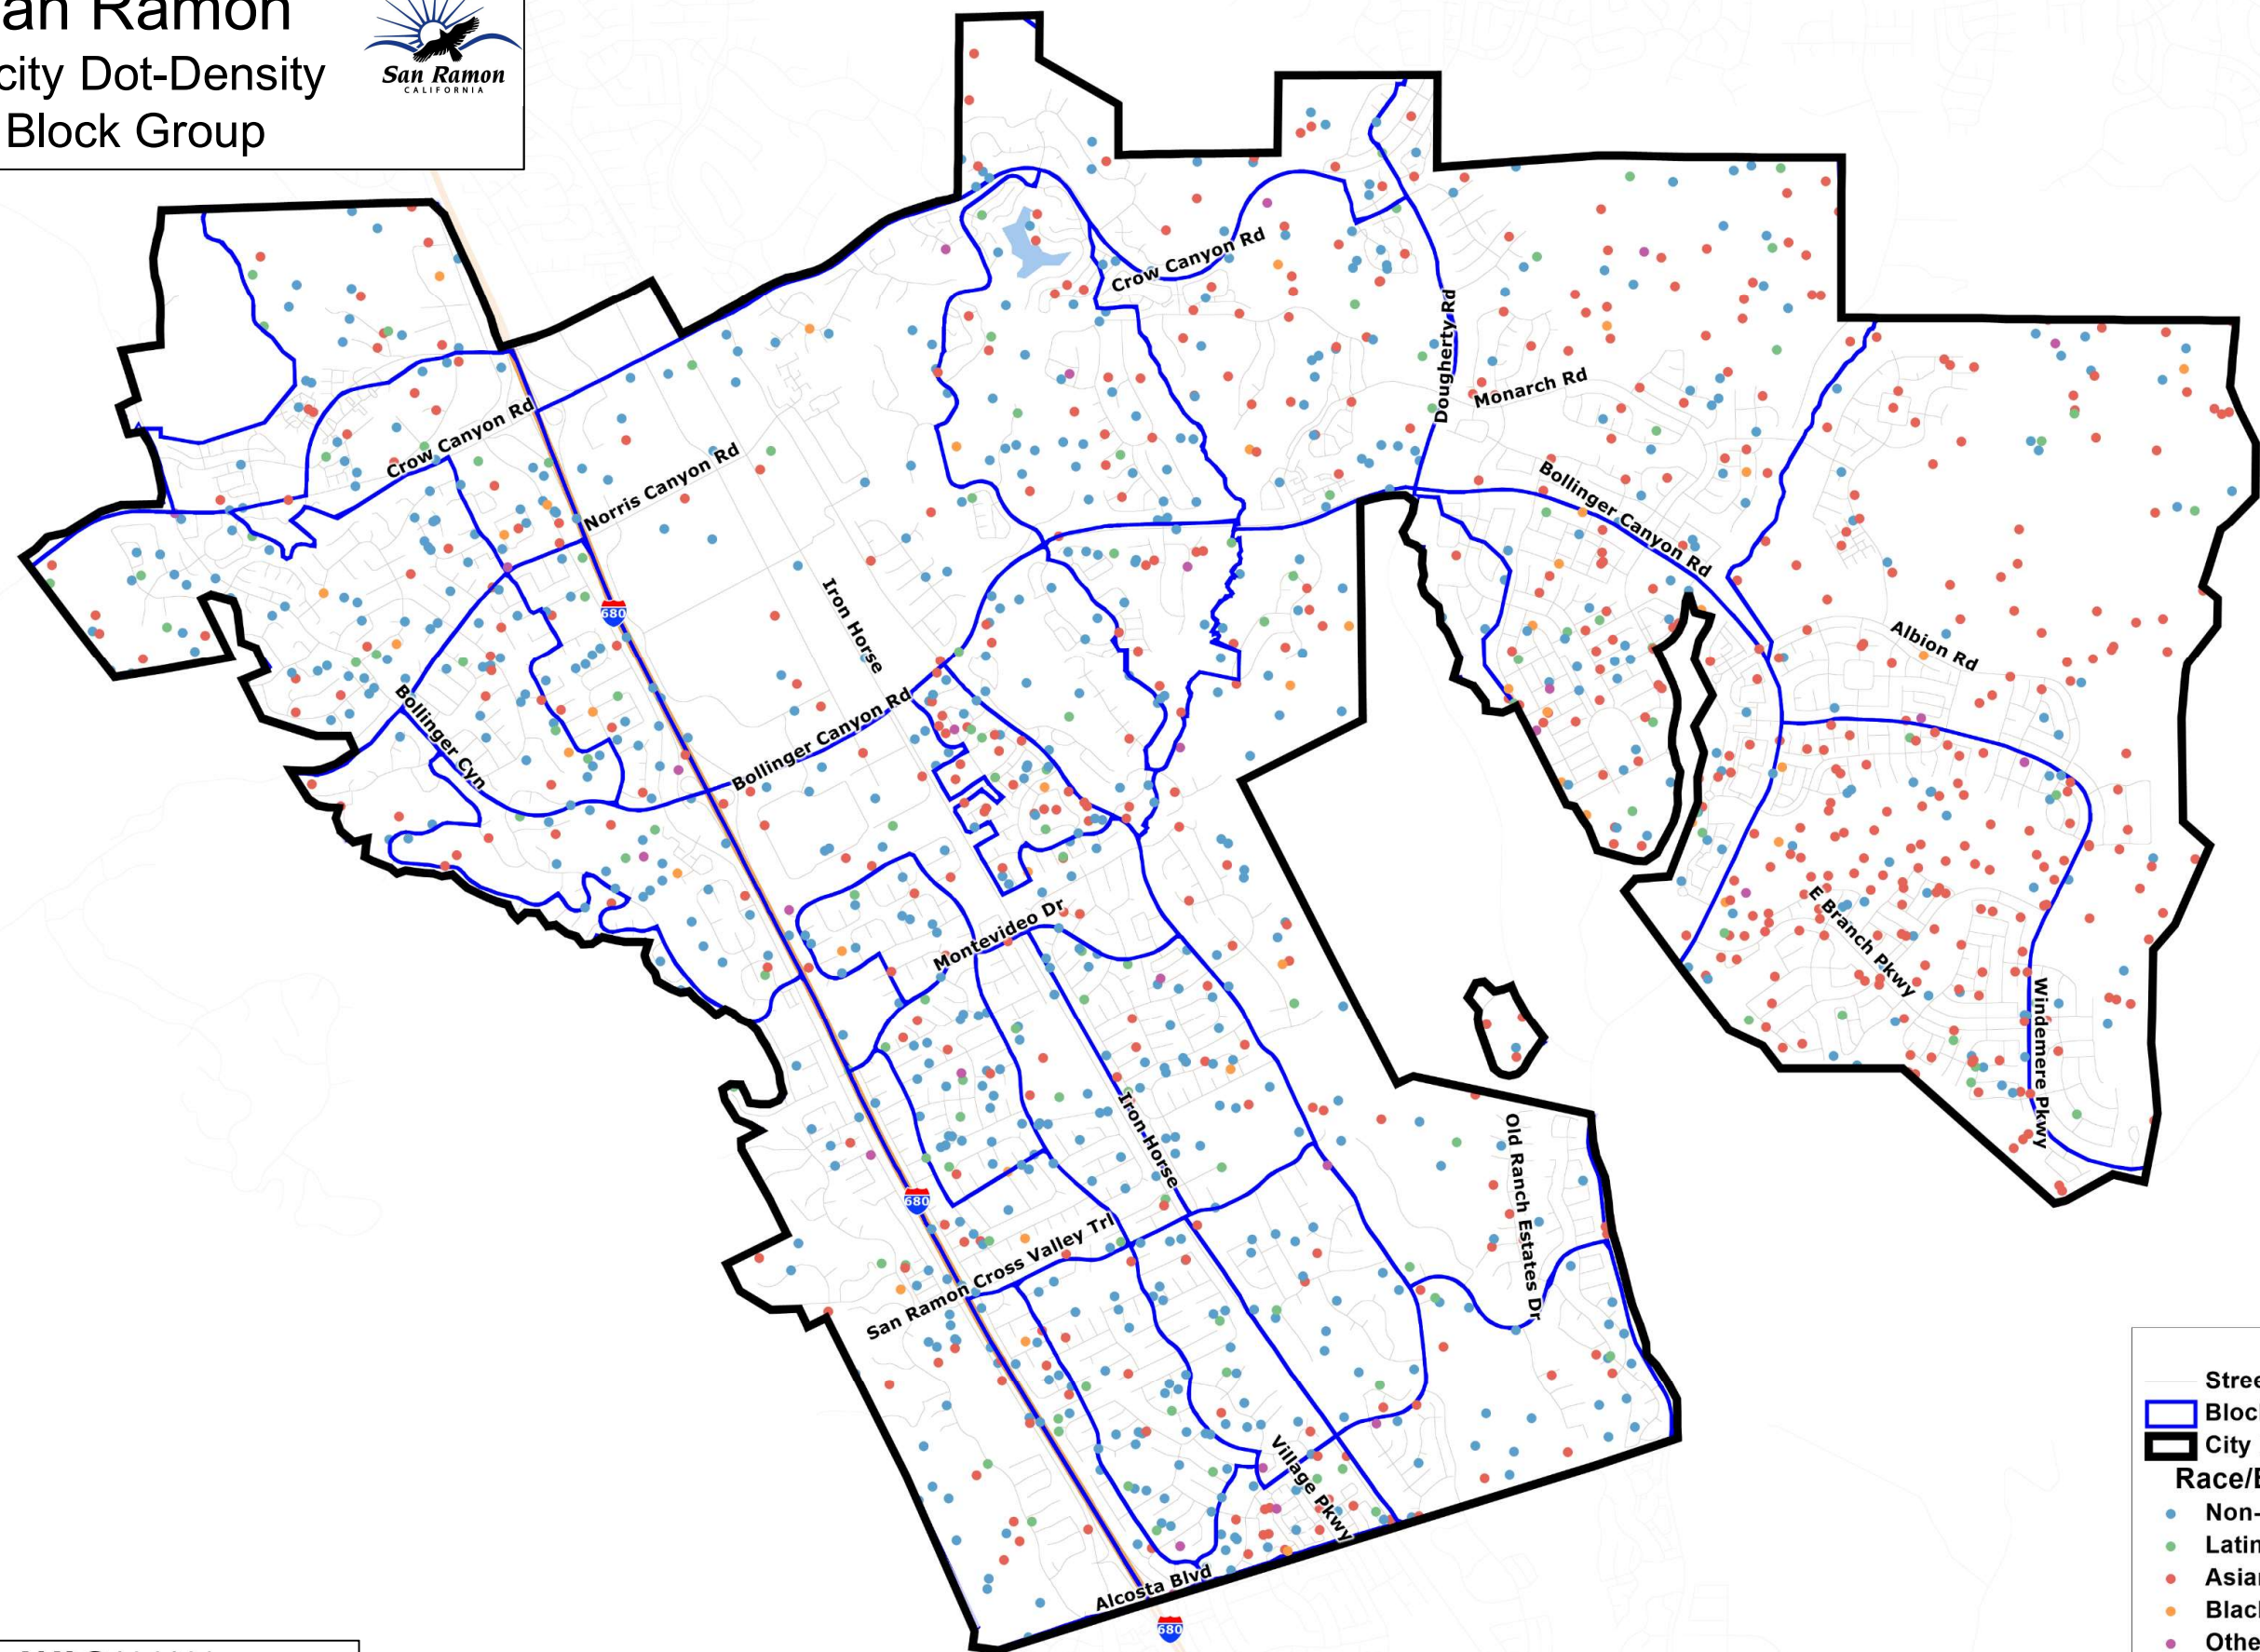 an Ramon
city Dot-Density
Block Group
San Ramon
CALIFORNIA
Crow Canyon Rd
Dougherty Rd
Monarch Rd
Crow Canyon Rd
Norris Canyon Rd
Bollinger Canyon Rd
680
Iron Horse
Albion Rd
Bollinger Cyn
Bollinger Canyon Rd
E Branch Pkwy
Montevideo Dr
Windemere Pkwy
Iron Horse
Old Ranch Estates Dr
680
San Ramon Cross Valley Trl
Village Pkwy
Alcosta Blvd
680
Stree
Bloc
City
Race/E
Non-
Latin
Asia
Blac
Othe